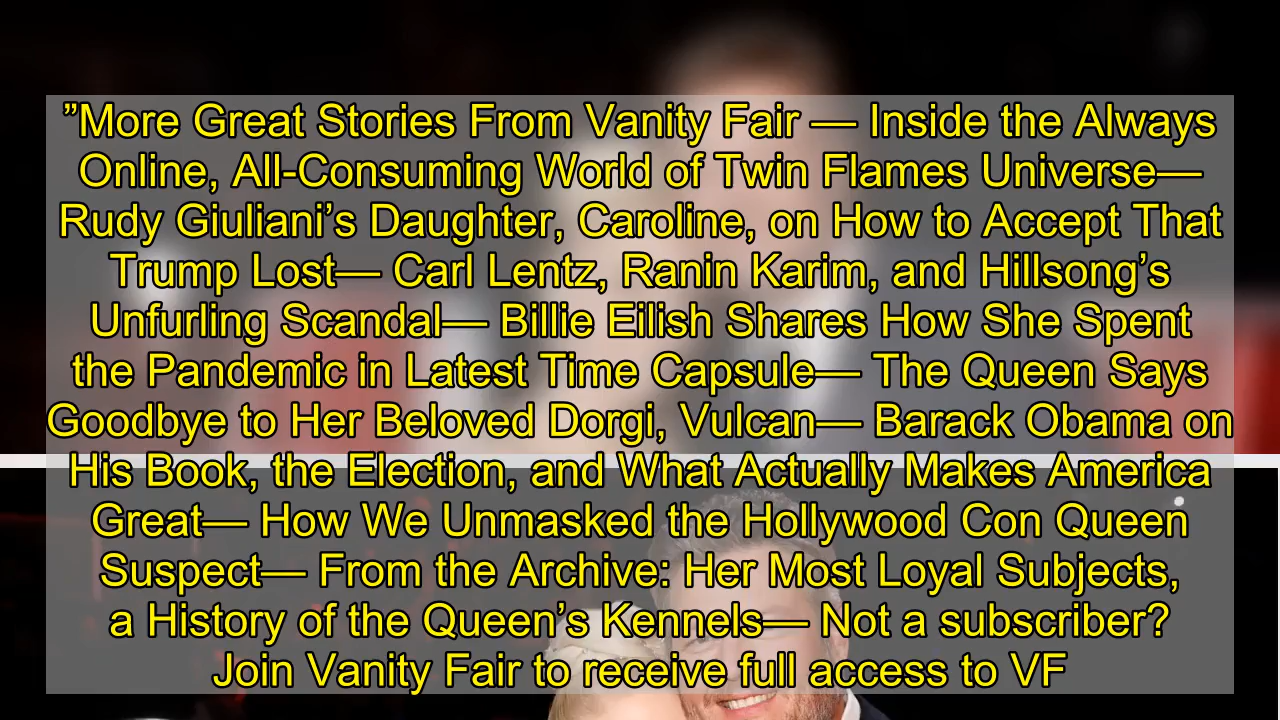 ”More Great Stories From Vanity Fair — Inside the Always
Online, All-Consuming World of Twin Flames Universe—
Rudy Giuliani’s Daughter, Caroline, on How to Accept That
Trump Lost— Carl Lentz, Ranin Karim, and Hillsong’s
Unfurling Scandal— Billie Eilish Shares How She Spent
the Pandemic in Latest Time Capsule— The Queen Says
Goodbye to Her Beloved Dorgi, Vulcan— Barack Obama on
His Book, the Election, and What Actually Makes America
Great— How We Unmasked the Hollywood Con Queen
Suspect— From the Archive: Her Most Loyal Subjects,
a History of the Queen’s Kennels— Not a subscriber?
Join Vanity Fair to receive full access to VF